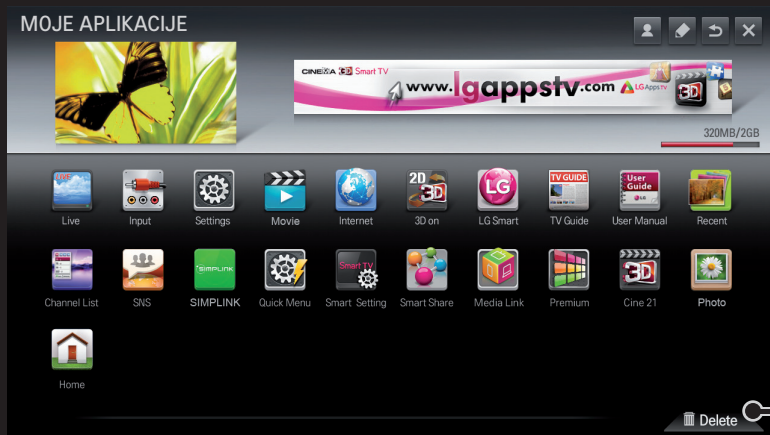 MOJE APLIKACIJE
CINEMA 3D Smart TV
www.lgappstv.com LG Apps TV
3D
320MB/2GB
LIVE
TV GUIDE
User
Guide
LG
2D
3D
LG
Live Input Settings Movie Internet 3D on LG Smart TV Guide User Manual Recent
SIMPLINK
Smart TV
3D
Channel List SNS SIMPLINK Quick Menu Smart Setting Smart Share Media Link Premium Cine 21 Photo
Home
Delete